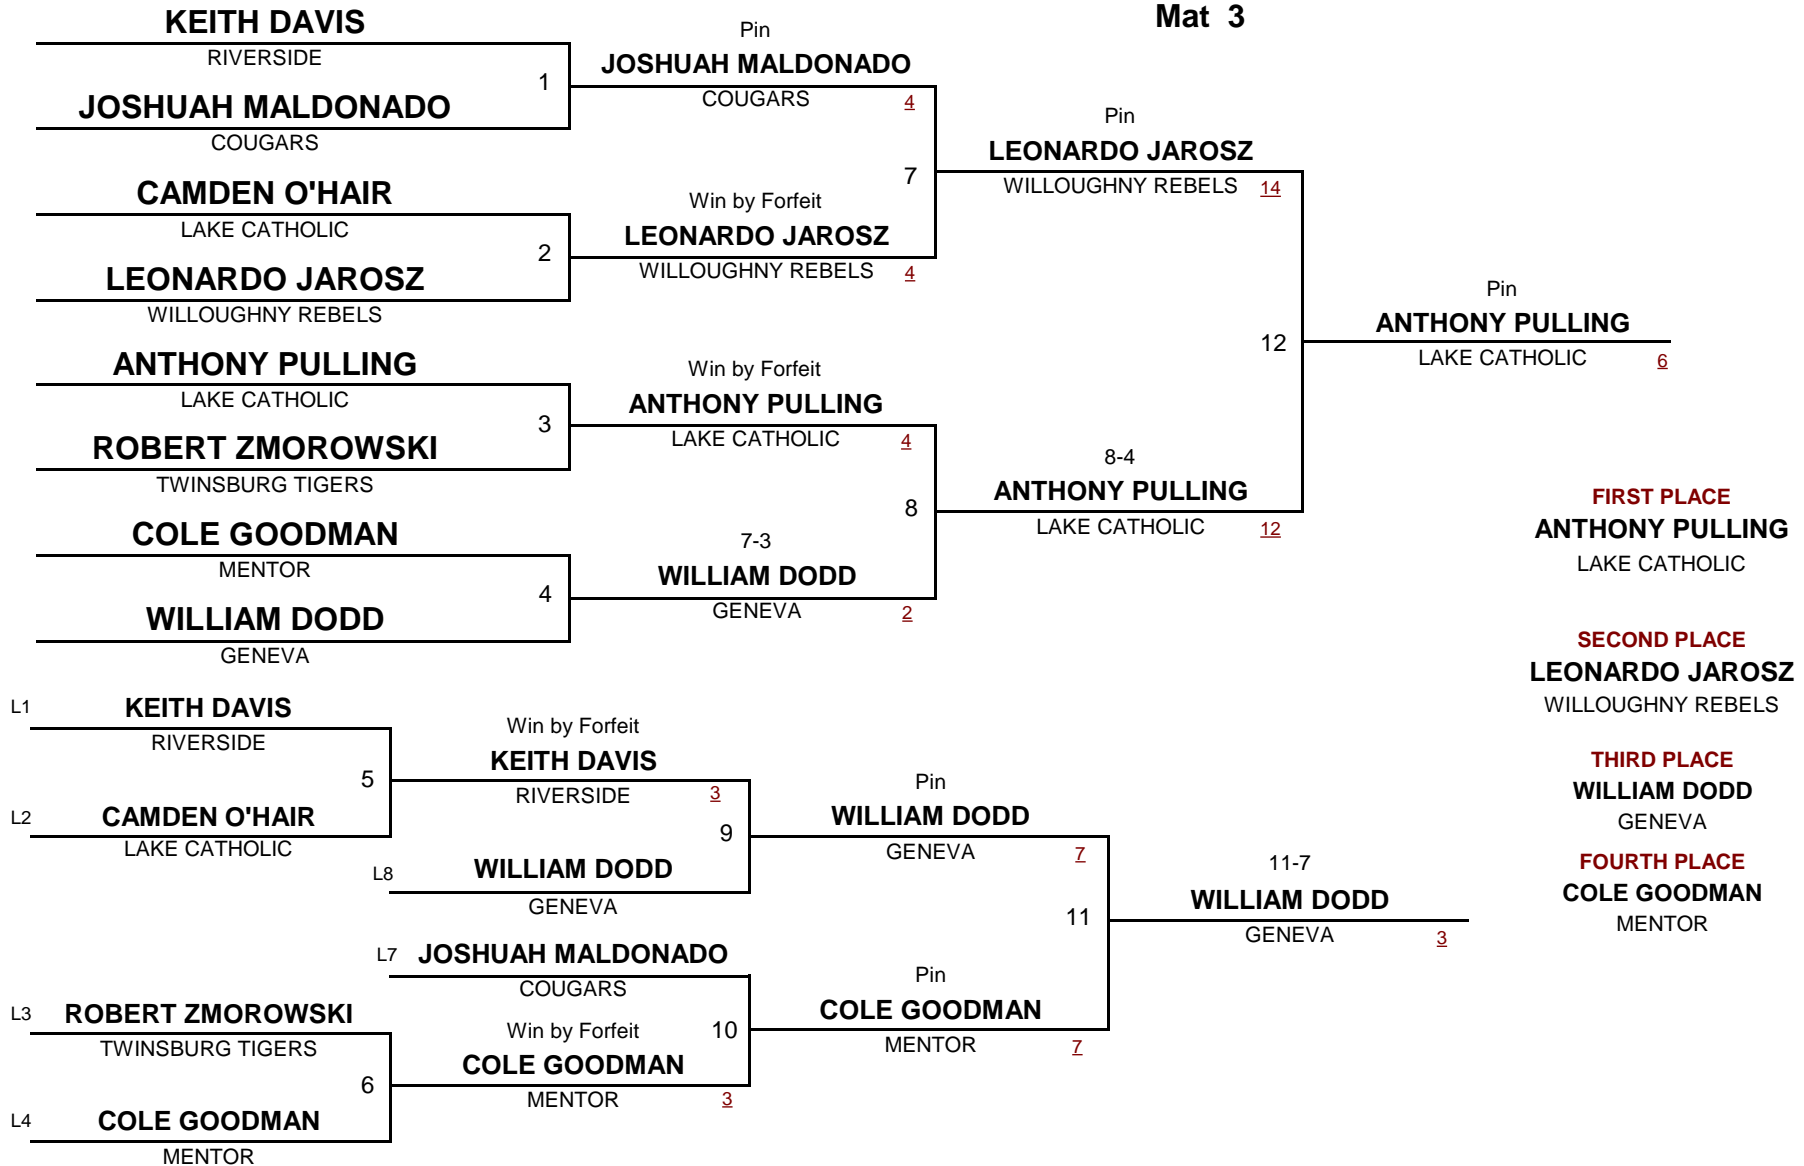 Mat 3
KEITH DAVIS
RIVERSIDE
1
JOSHUAH MALDONADO
COUGARS
CAMDEN O'HAIR
LAKE CATHOLIC
2
LEONARDO JAROSZ
WILLOUGHNY REBELS
ANTHONY PULLING
LAKE CATHOLIC
3
ROBERT ZMOROWSKI
TWINSBURG TIGERS
COLE GOODMAN
MENTOR
4
WILLIAM DODD
GENEVA
Pin
JOSHUAH MALDONADO
COUGARS 4
7
Win by Forfeit
LEONARDO JAROSZ
WILLOUGHNY REBELS 4
Win by Forfeit
ANTHONY PULLING
LAKE CATHOLIC 4
8
7-3
WILLIAM DODD
GENEVA 2
Pin
LEONARDO JAROSZ
WILLOUGHNY REBELS 14
12
8-4
ANTHONY PULLING
LAKE CATHOLIC 12
Pin
ANTHONY PULLING
LAKE CATHOLIC 6
FIRST PLACE
ANTHONY PULLING
LAKE CATHOLIC
SECOND PLACE
LEONARDO JAROSZ
WILLOUGHNY REBELS
THIRD PLACE
WILLIAM DODD
GENEVA
FOURTH PLACE
COLE GOODMAN
MENTOR
L1 KEITH DAVIS
RIVERSIDE
5
L2 CAMDEN O'HAIR
LAKE CATHOLIC
Win by Forfeit
KEITH DAVIS
RIVERSIDE 3
9
L8 WILLIAM DODD
GENEVA
L7 JOSHUAH MALDONADO
COUGARS
10
L3 ROBERT ZMOROWSKI
TWINSBURG TIGERS
6
L4 COLE GOODMAN
MENTOR
Win by Forfeit
COLE GOODMAN
MENTOR 3
Pin
WILLIAM DODD
GENEVA 7
11
Pin
COLE GOODMAN
MENTOR 7
11-7
WILLIAM DODD
GENEVA 3